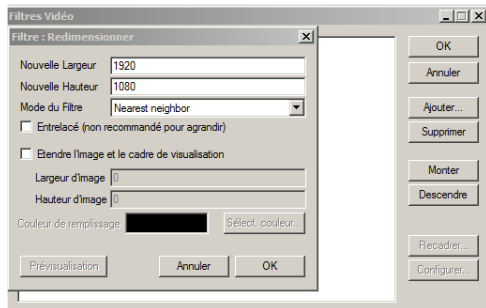 Filtres Vidéo
Filtre : Redimensionner
OK
Nouvelle Largeur 1920
Annuler
Nouvelle Hauteur 1080
Mode du Filtre Nearest neighbor
Ajouter...
Entrelacé (non recommandé pour agrandir)
Supprimer
Etendre l'image et le cadre de visualisation
Largeur d'image 0
Monter
Hauteur d'image 0
Descendre
Couleur de remplissage Sélect. couleur...
Recadrer...
Prévisualisation Annuler OK
Configurer...